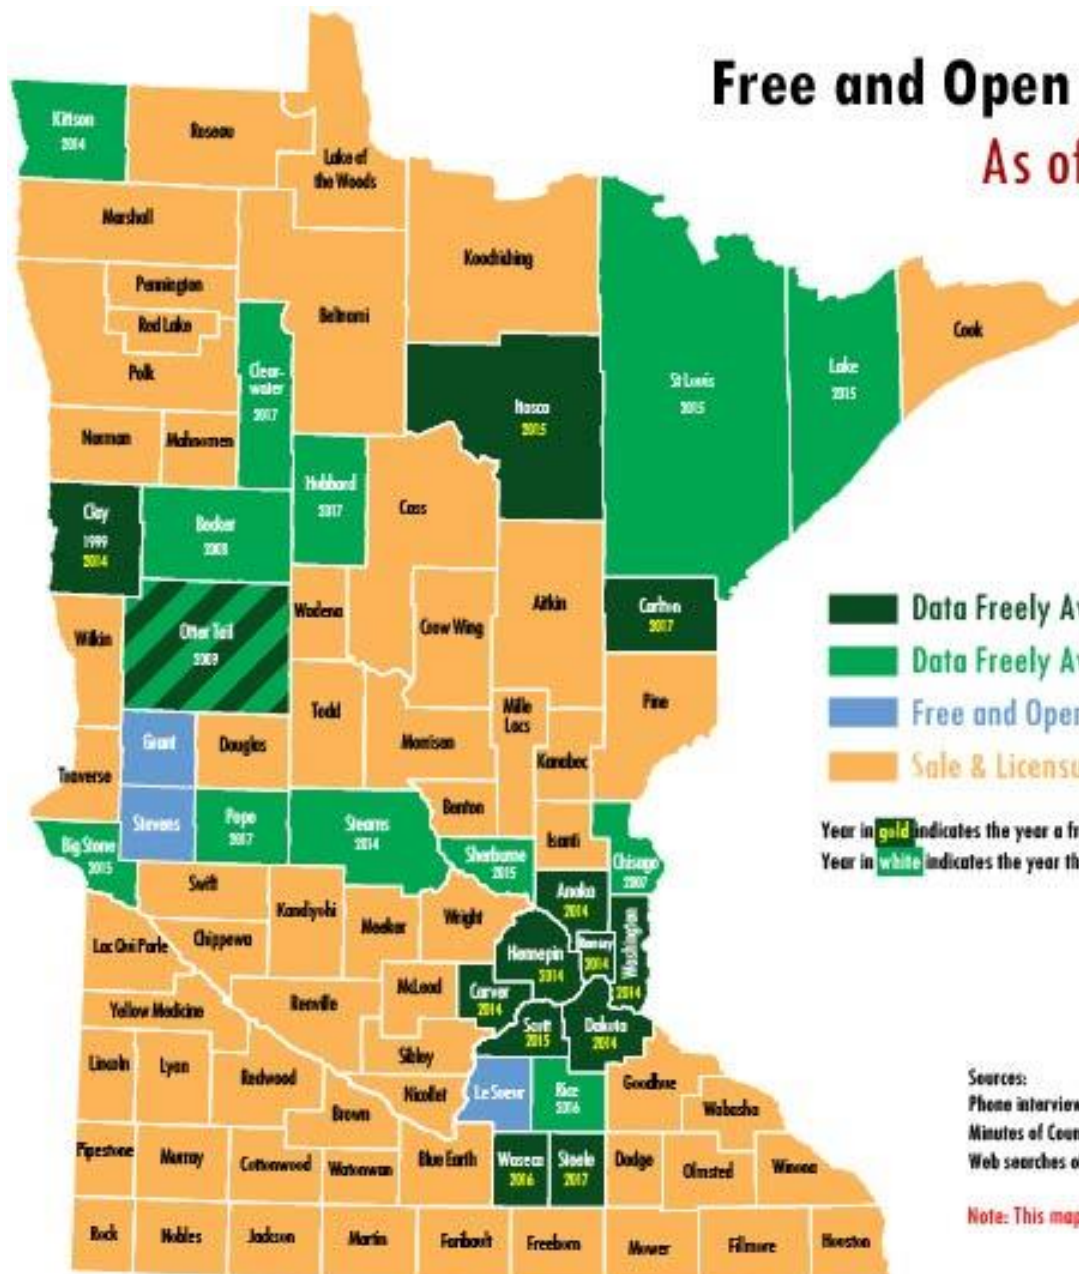 Free and Open
As of
Kittson
2014
Roseau
Lake of
the Woods
Marshall
Koochiching
Pennington
Red Lake
Beltrami
Polk
Clear-
water
2017
Cook
St Louis
2015
Lake
2015
Itasca
2015
Norman
Mahnomen
Hubbard
2017
Cass
Clay
1999
2014
Becker
2008
Aitkin
Carlton
2017
Wadena
Crow Wing
Wilkin
Otter Tail
2009
Data Freely Av
Data Freely Av
Free and Open
Sale & Licensu
Pine
Mille
Lacs
Todd
Morrison
Kanabec
Grant
Douglas
Traverse
Benton
Stevens
Pope
2017
Stearns
2014
Isanti
Big Stone
2015
Sherburne
2015
Chisago
2007
Year in gold indicates the year a fr
Year in white indicates the year th
Swift
Kandiyohi
Meeker
Wright
Anoka
2014
Lac Qui Parle
Chippewa
Hennepin
2014
Ramsey
2014
Washington
2014
McLeod
Carver
2014
Renville
Yellow Medicine
Scott
2015
Dakota
2014
Sibley
Lincoln
Lyon
Redwood
Nicollet
Le Sueur
Rice
2016
Goodhue
Wabasha
Brown
Sources:
Phone interview
Minutes of Coun
Web searches o
Pipestone
Murray
Cottonwood
Watonwan
Blue Earth
Waseca
2016
Steele
2017
Dodge
Olmsted
Winona
Note: This map
Rock
Nobles
Jackson
Martin
Faribault
Freeborn
Mower
Fillmore
Houston